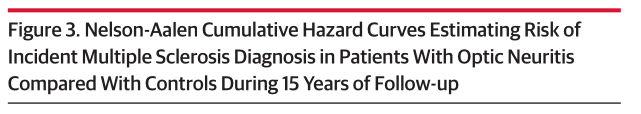 Figure 3. Nelson-Aalen Cumulative Hazard Curves Estimating Risk of
Incident Multiple Sclerosis Diagnosis in Patients With Optic Neuritis
Compared With Controls During 15 Years of Follow-up